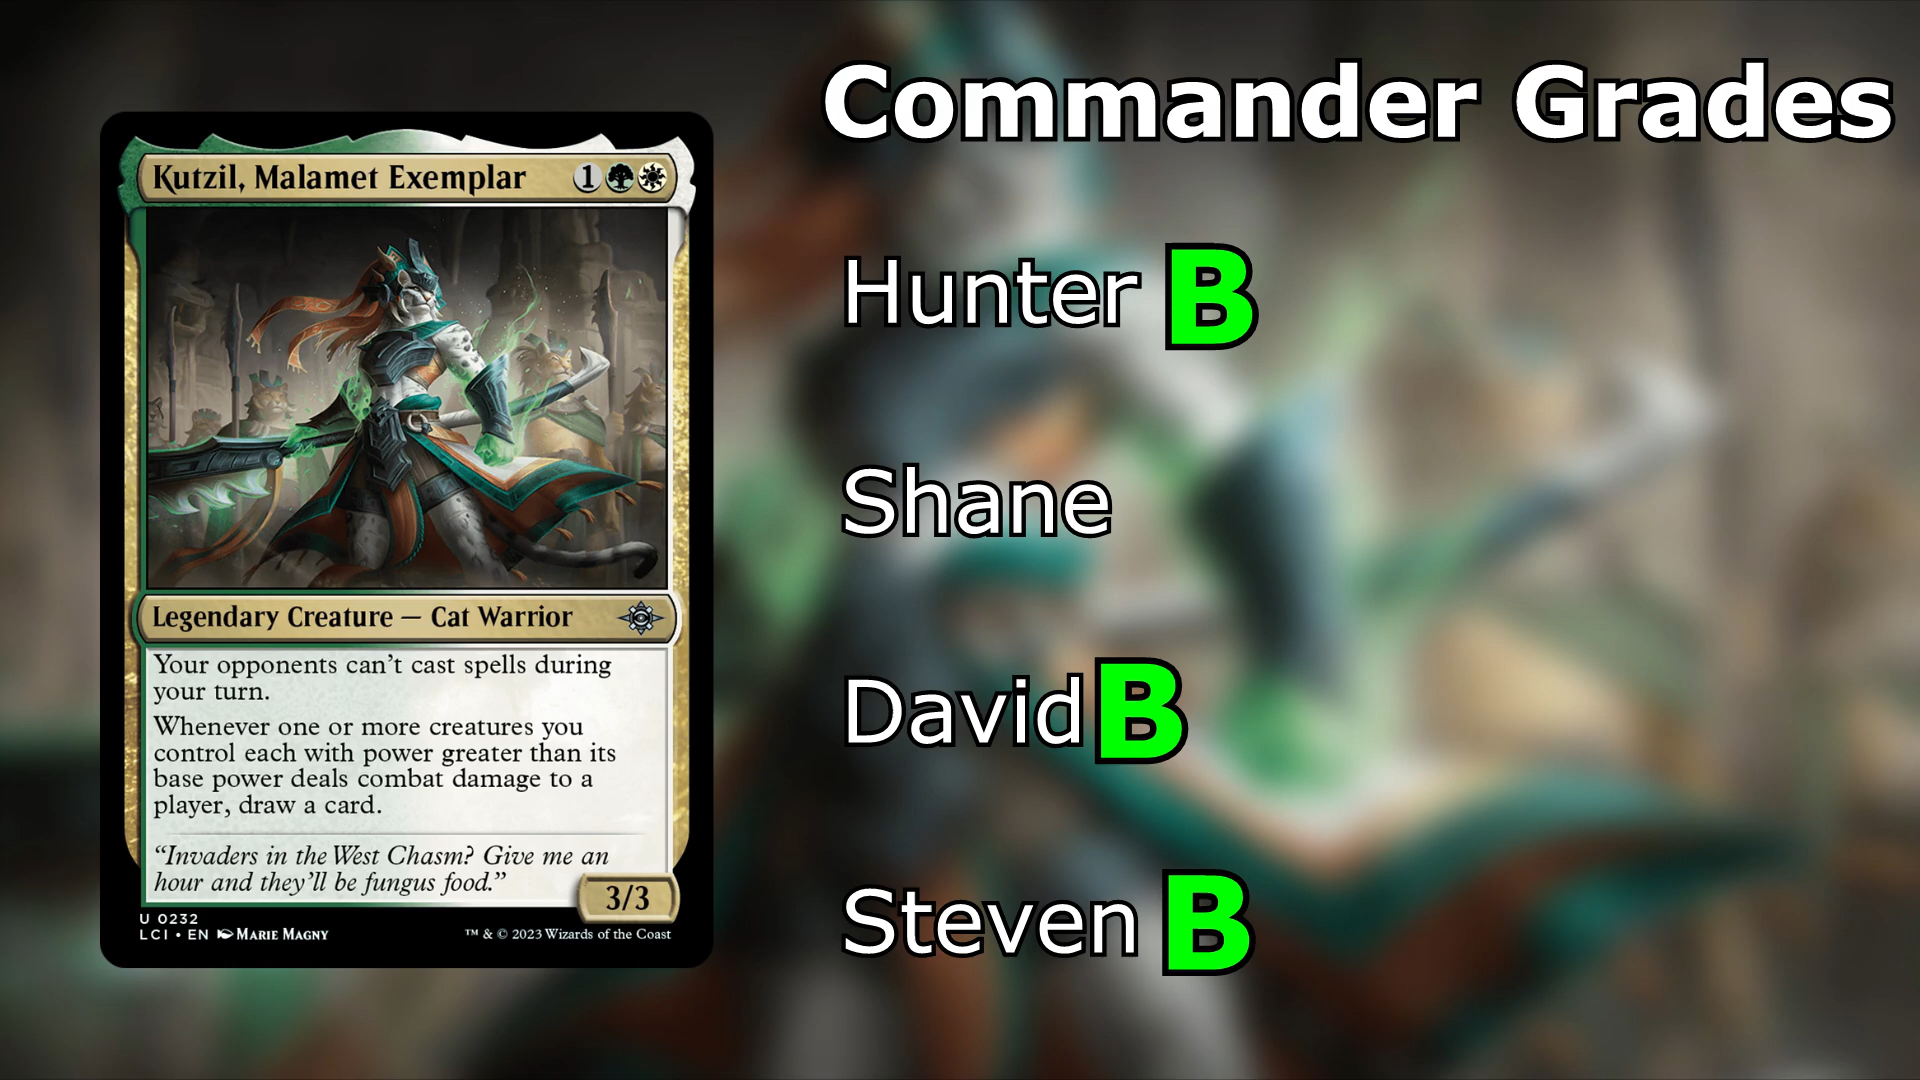 Commander Grades
Kutzil, Malamet Exemplar 1
Legendary Creature — Cat Warrior
Your opponents can't cast spells during
your turn.
Whenever one or more creatures you
control each with power greater than its
base power deals combat damage to a
player, draw a card.
"Invaders in the West Chasm? Give me an
hour and they'll be fungus food."
3/3
U 0232
LCI • EN Marie Magny
™ & © 2023 Wizards of the Coast
Hunter B
Shane
David B
Steven B